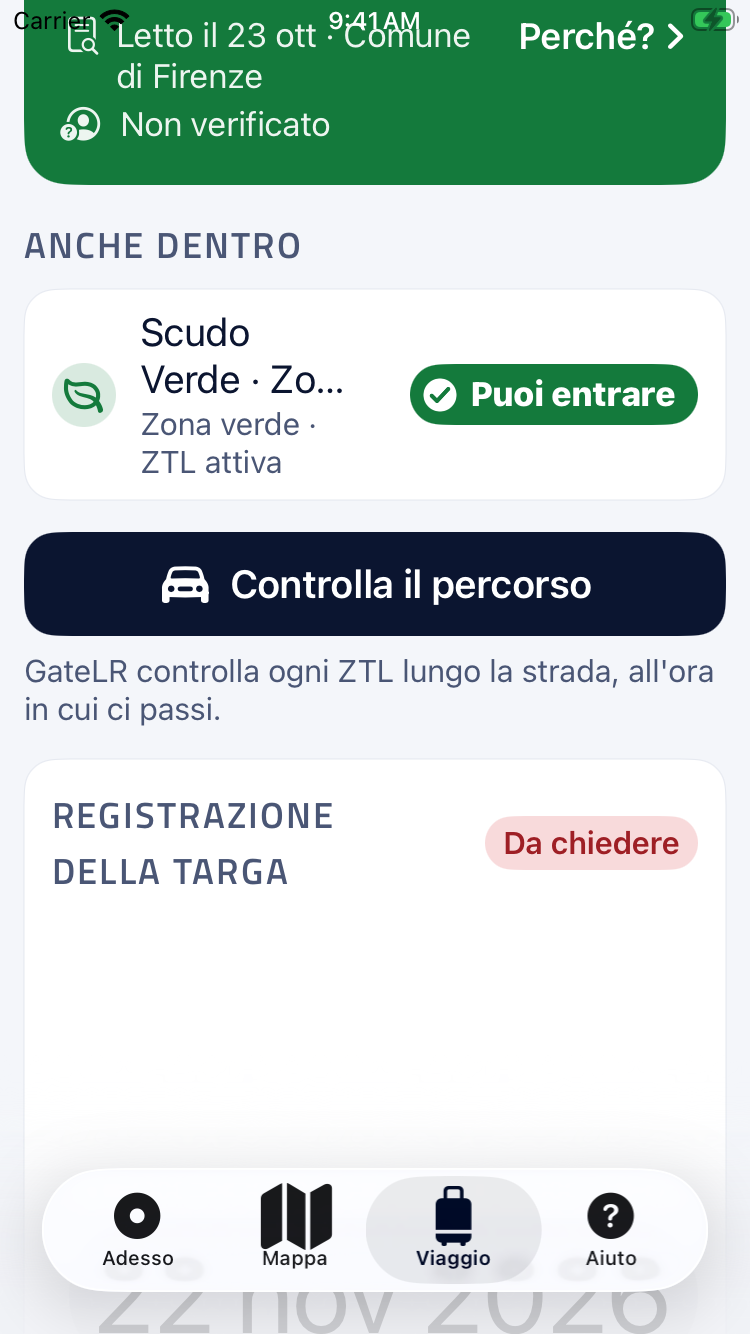 Carrier 9:41 AM
Letto il 23 ott · Comune
di Firenze
Perché?
Non verificato
ANCHE DENTRO
Scudo
Verde · Zo...
Zona verde ·
ZTL attiva
Puoi entrare
Controlla il percorso
GateLR controlla ogni ZTL lungo la strada, all'ora
in cui ci passi.
REGISTRAZIONE
DELLA TARGA
Da chiedere
Adesso
Mappa
Viaggio
Aiuto
22 nov 2026